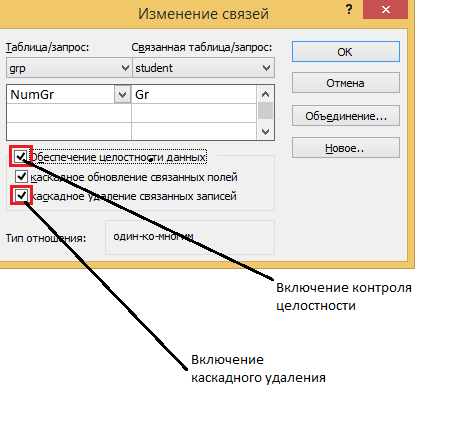 Изменение связей
Таблица/запрос: Связанная таблица/запрос:
grp student
NumGr Gr
Обеспечение целостности данных
каскадное обновление связанных полей
каскадное удаление связанных записей
Тип отношения: один-ко-многим
ОК
Отмена
Объединение...
Новое..
Включение контроля
целостности
Включение
каскадного удаления